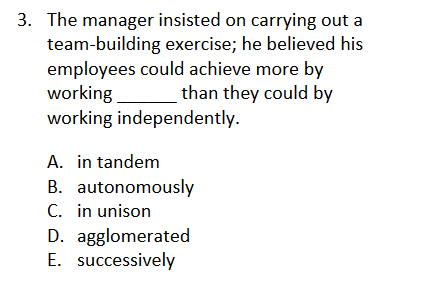 3. The manager insisted on carrying out a
team-building exercise; he believed his
employees could achieve more by
working ______ than they could by
working independently.
A. in tandem
B. autonomously
C. in unison
D. agglomerated
E. successively